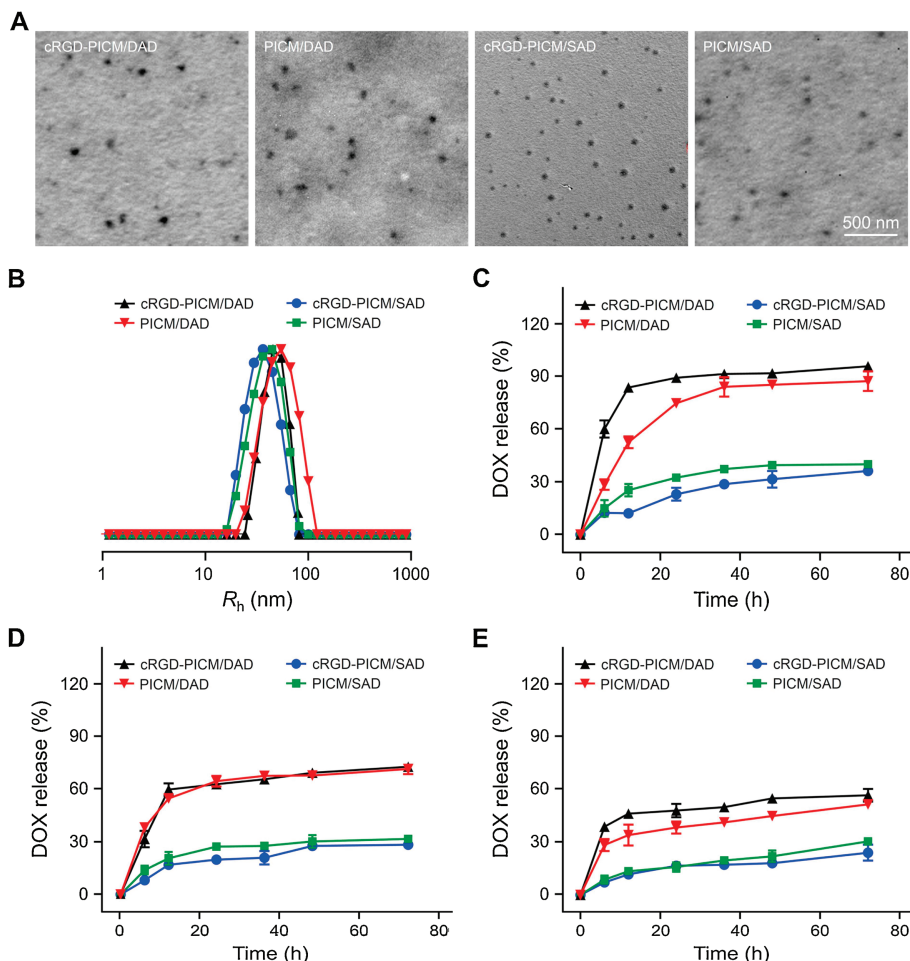 A
cRGD-PICM/DAD
PICM/DAD
cRGD-PICM/SAD
PICM/SAD
500 nm
B
cRGD-PICM/DAD
cRGD-PICM/SAD
PICM/DAD
PICM/SAD
1
10
100
1000
Rh (nm)
C
cRGD-PICM/DAD
cRGD-PICM/SAD
PICM/DAD
PICM/SAD
120
90
60
30
0
DOX release (%)
0
20
40
60
80
Time (h)
D
cRGD-PICM/DAD
cRGD-PICM/SAD
PICM/DAD
PICM/SAD
120
90
60
30
0
DOX release (%)
0
20
40
60
80
Time (h)
E
cRGD-PICM/DAD
cRGD-PICM/SAD
PICM/DAD
PICM/SAD
120
90
60
30
0
DOX release (%)
0
20
40
60
80
Time (h)